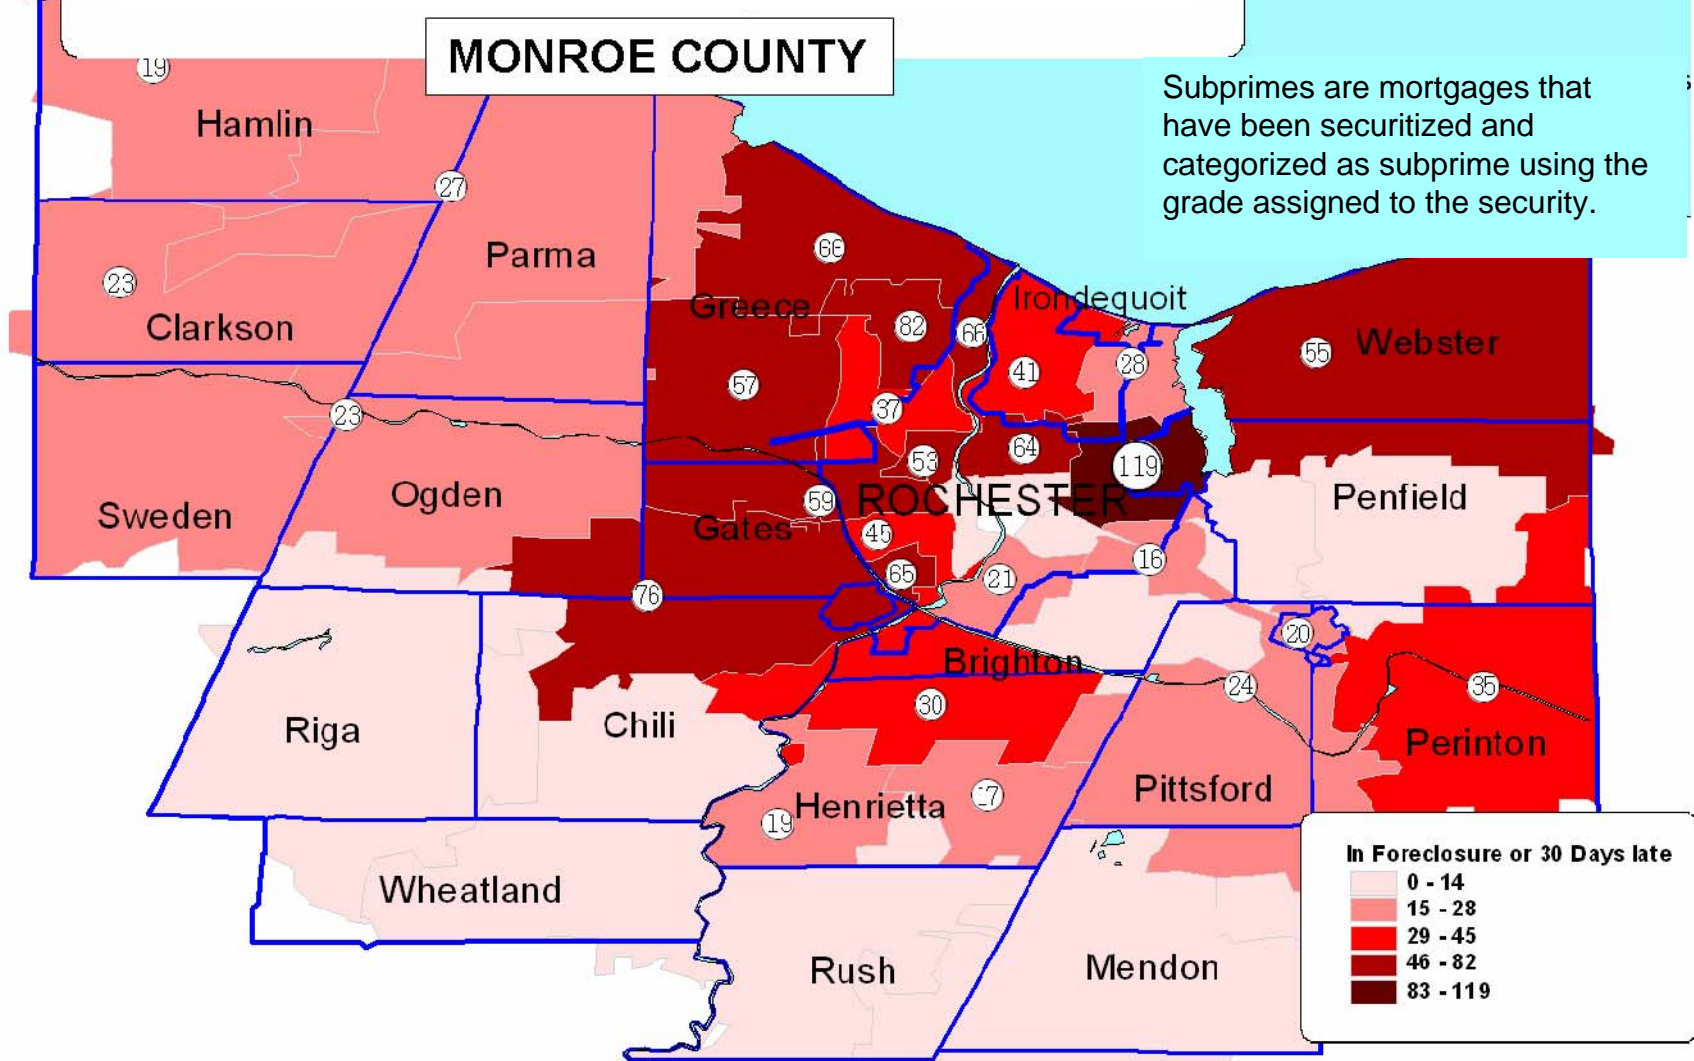 MONROE COUNTY
Subprimes are mortgages that
have been securitized and
categorized as subprime using the
grade assigned to the security.
19
Hamlin
27
Parma
23
Clarkson
66
Greece
82
66
Irondequoit
41
28
55
Webster
57
37
23
53
64
119
Sweden
Ogden
59
ROCHESTER
Penfield
Gates
45
65
21
16
76
20
Brighton
24
35
30
Riga
Chili
Perinton
Pittsford
Henrietta
19
Wheatland
Rush
Mendon
In Foreclosure or 30 Days late
0 - 14
15 - 28
29 - 45
46 - 82
83 - 119